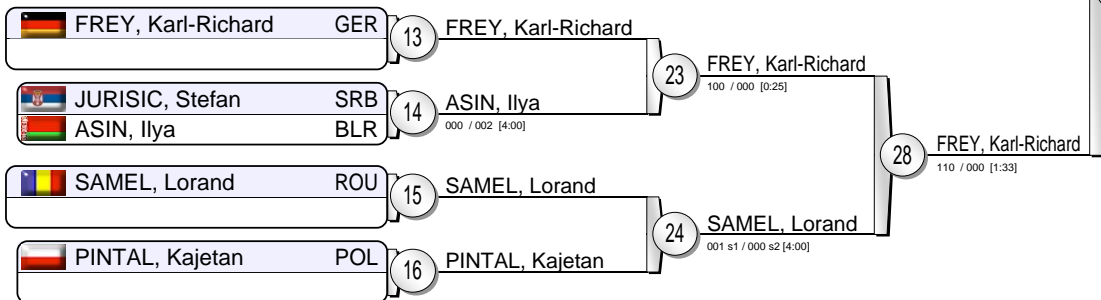 FREY, Karl-Richard GER
13
FREY, Karl-Richard
23
FREY, Karl-Richard
100 / 000 [0:25]
JURISIC, Stefan SRB
14
ASIN, Ilya
000 / 002 [4:00]
ASIN, Ilya BLR
28
FREY, Karl-Richard
110 / 000 [1:33]
SAMEL, Lorand ROU
15
SAMEL, Lorand
24
SAMEL, Lorand
001 s1 / 000 s2 [4:00]
PINTAL, Kajetan POL
16
PINTAL, Kajetan